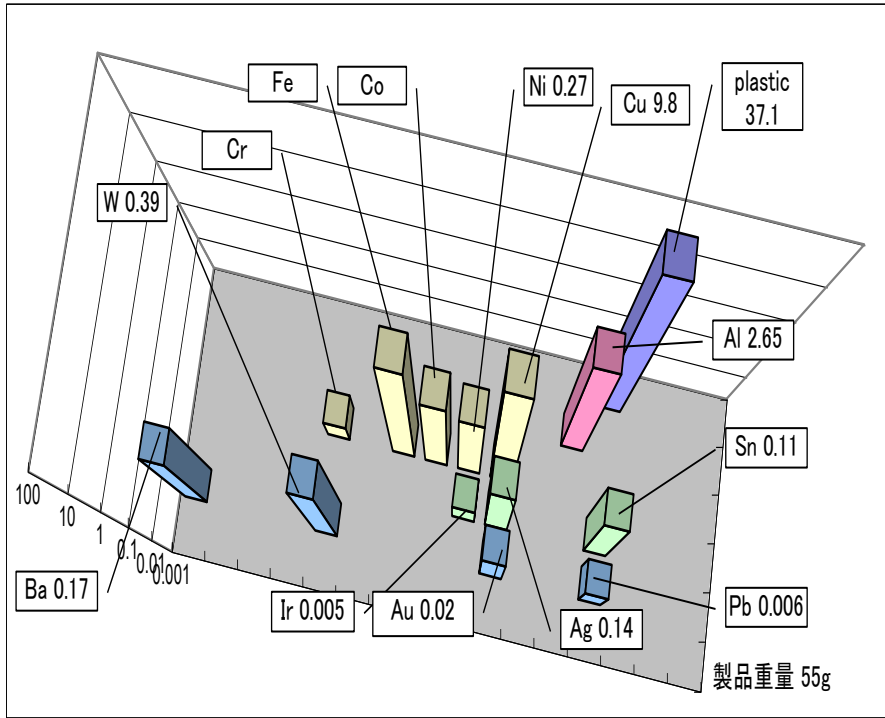 Fe
Co
Ni 0.27
Cu 9.8
plastic
37.1
Cr
W 0.39
Al 2.65
Sn 0.11
100
10
1
0.1
0.01
0.001
Ba 0.17
Ir 0.005
Au 0.02
Ag 0.14
Pb 0.006
製品重量 55g